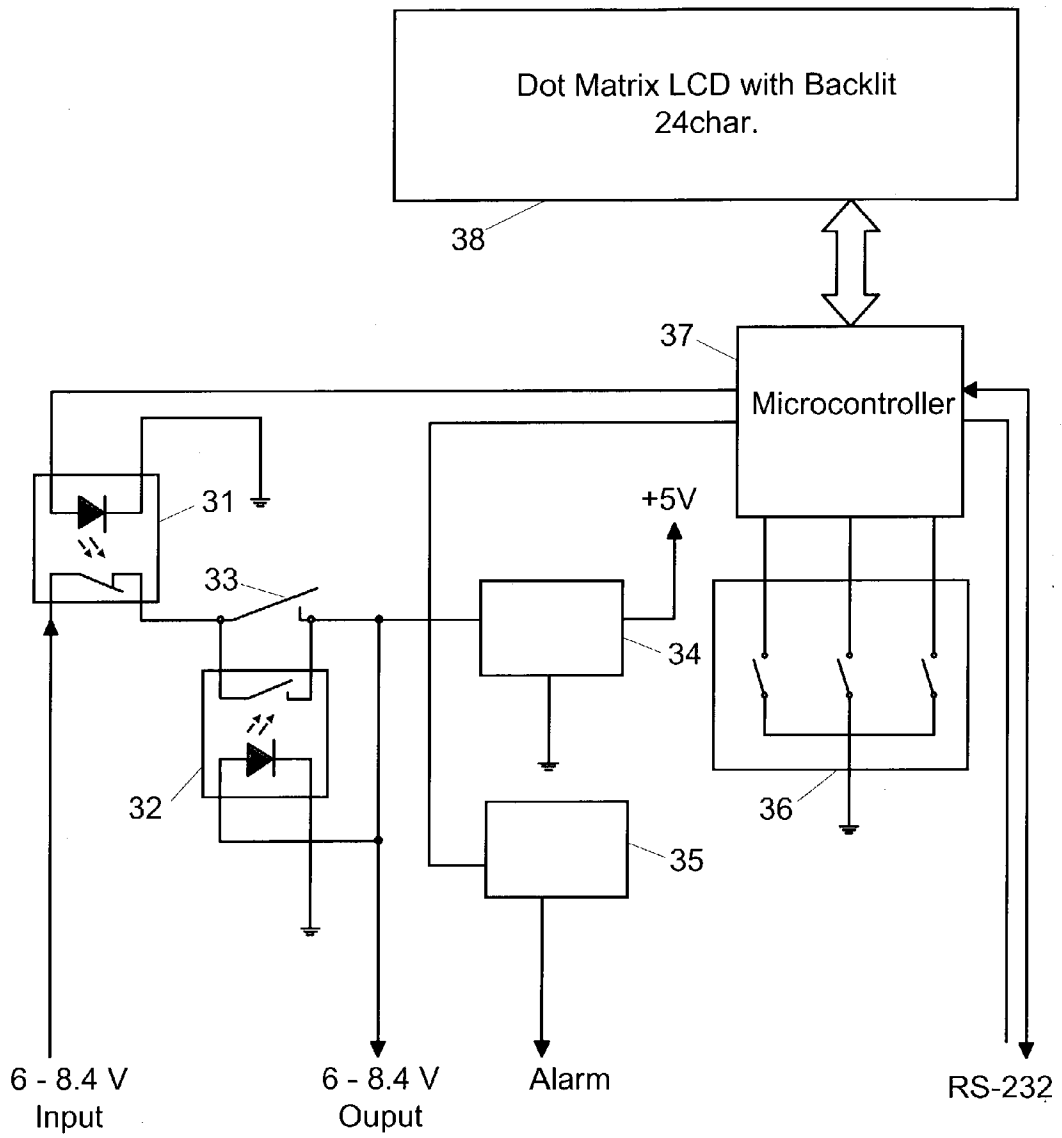 Dot Matrix LCD with Backlit
24char.
38
37
Microcontroller
31
+5V
33
34
32
36
35
6 - 8.4 V
Input
6 - 8.4 V
Ouput
Alarm
RS-232